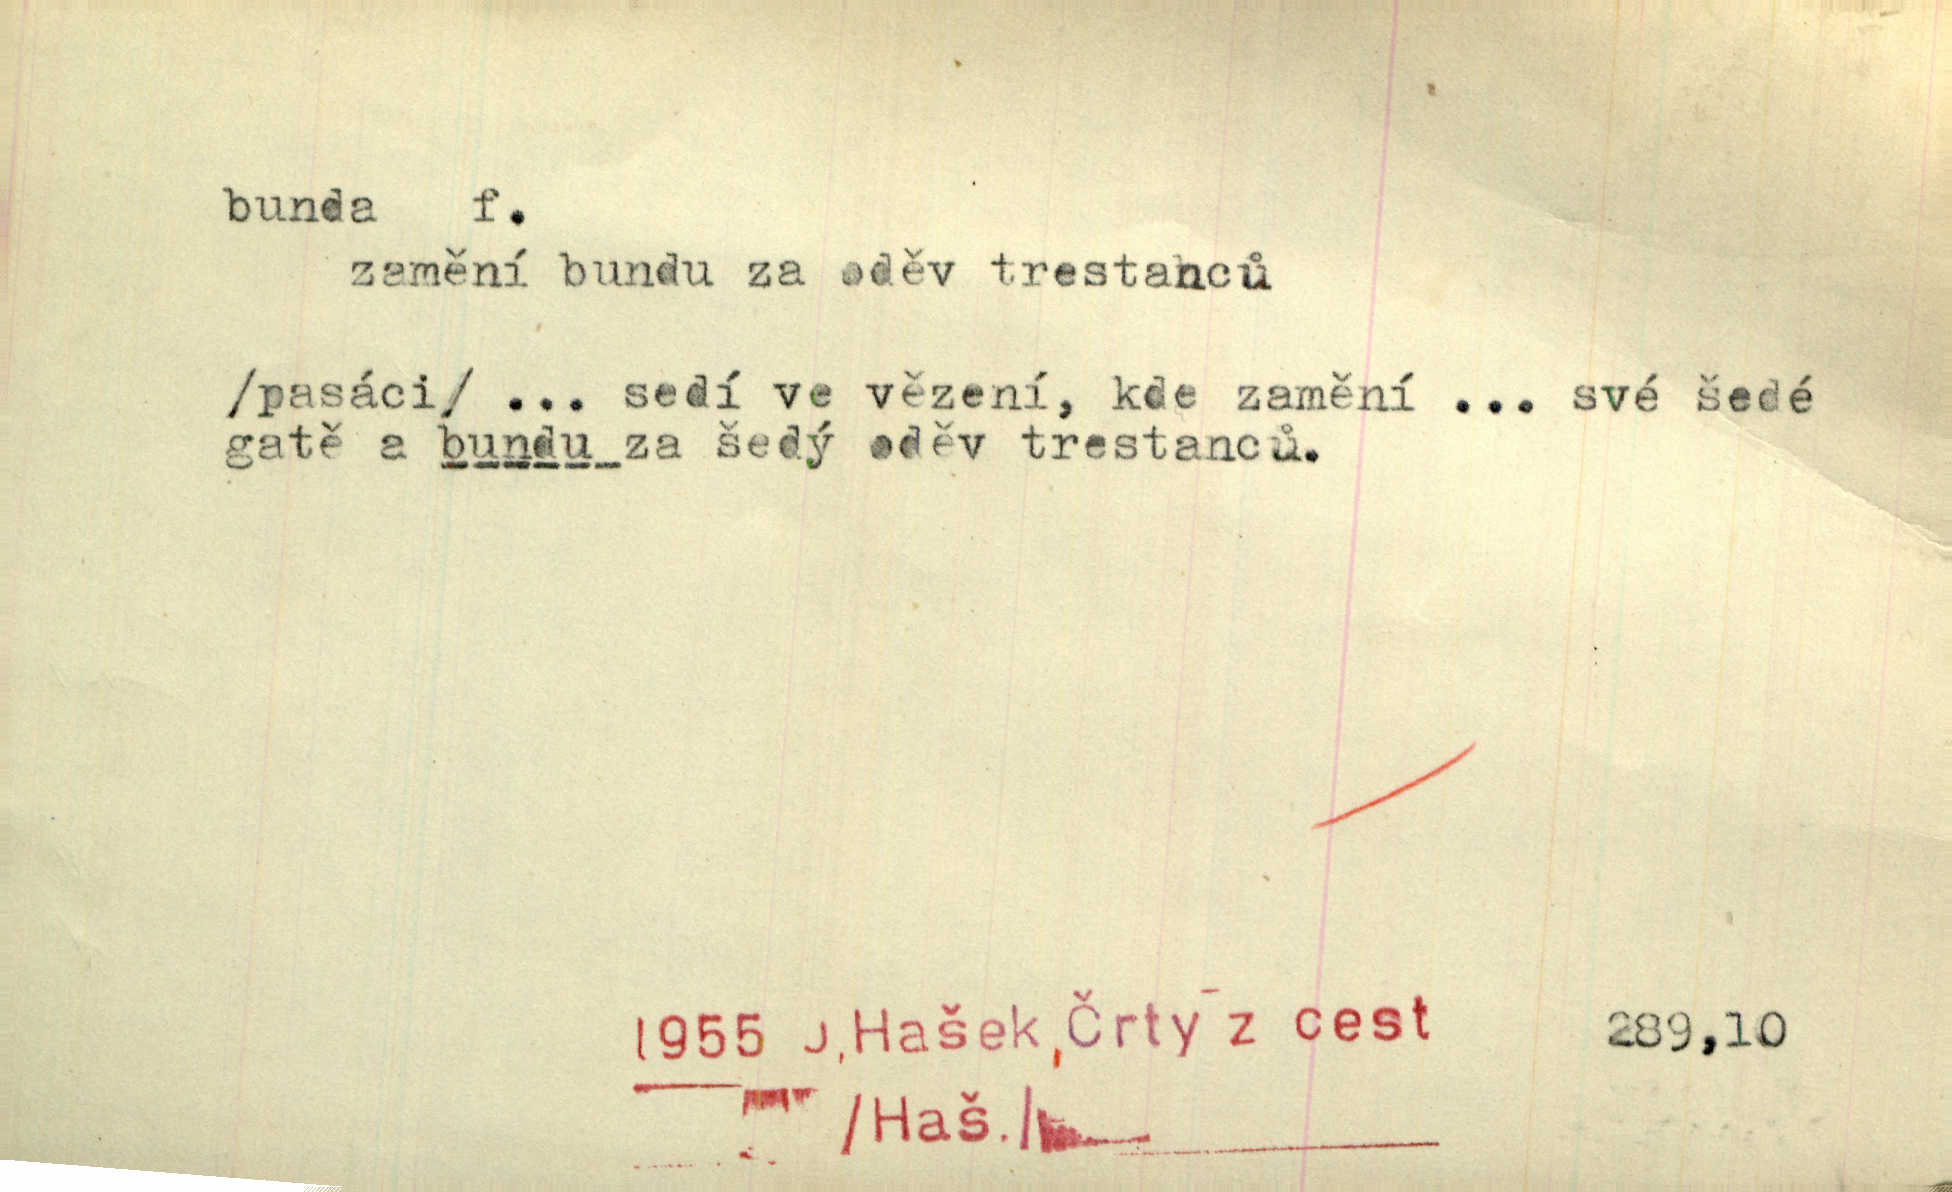 bunda f.
zamění bundu za oděv trestanců
/pasáci/ ... sedí ve vězení, kde zamění ... své šedé
gatě a bundu za šedý oděv trestanců.
1955 J,Hašek,Črty z cest 289,10
/Haš./